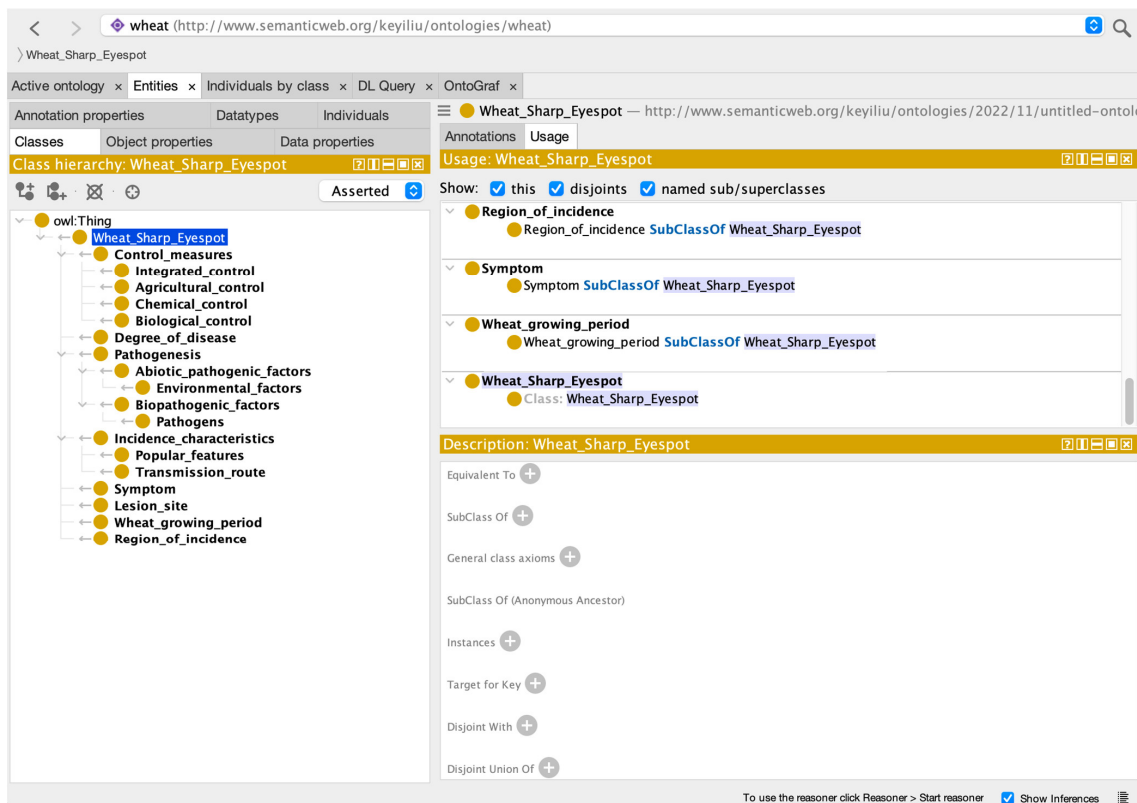 wheat (http://www.semanticweb.org/keyiliu/ontologies/wheat)
Wheat_Sharp_Eyespot
Active ontology × Entities × Individuals by class × DL Query × OntoGraf ×
Annotation properties Datatypes Individuals
Classes Object properties Data properties
Class hierarchy: Wheat_Sharp_Eyespot
Asserted
owl:Thing
Wheat_Sharp_Eyespot
Control_measures
Integrated_control
Agricultural_control
Chemical_control
Biological_control
Degree_of_disease
Pathogenesis
Abiotic_pathogenic_factors
Environmental_factors
Biopathogenic_factors
Pathogens
Incidence_characteristics
Popular_features
Transmission_route
Symptom
Lesion_site
Wheat_growing_period
Region_of_incidence
Wheat_Sharp_Eyespot — http://www.semanticweb.org/keyiliu/ontologies/2022/11/untitled-ontol
Annotations Usage
Usage: Wheat_Sharp_Eyespot
Show: this disjoints named sub/superclasses
Region_of_incidence
Region_of_incidence SubClassOf Wheat_Sharp_Eyespot
Symptom
Symptom SubClassOf Wheat_Sharp_Eyespot
Wheat_growing_period
Wheat_growing_period SubClassOf Wheat_Sharp_Eyespot
Wheat_Sharp_Eyespot
Class: Wheat_Sharp_Eyespot
Description: Wheat_Sharp_Eyespot
Equivalent To
SubClass Of
General class axioms
SubClass Of (Anonymous Ancestor)
Instances
Target for Key
Disjoint With
Disjoint Union Of
To use the reasoner click Reasoner > Start reasoner Show Inferences